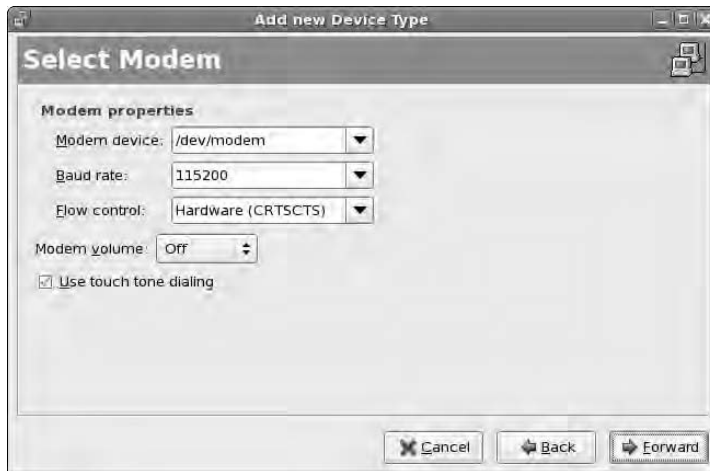 Add new Device Type
Select Modem
Modem properties
Modem device: /dev/modem
Baud rate: 115200
Flow control: Hardware (CRTSCTS)
Modem volume: Off
Use touch tone dialing
Cancel Back Forward